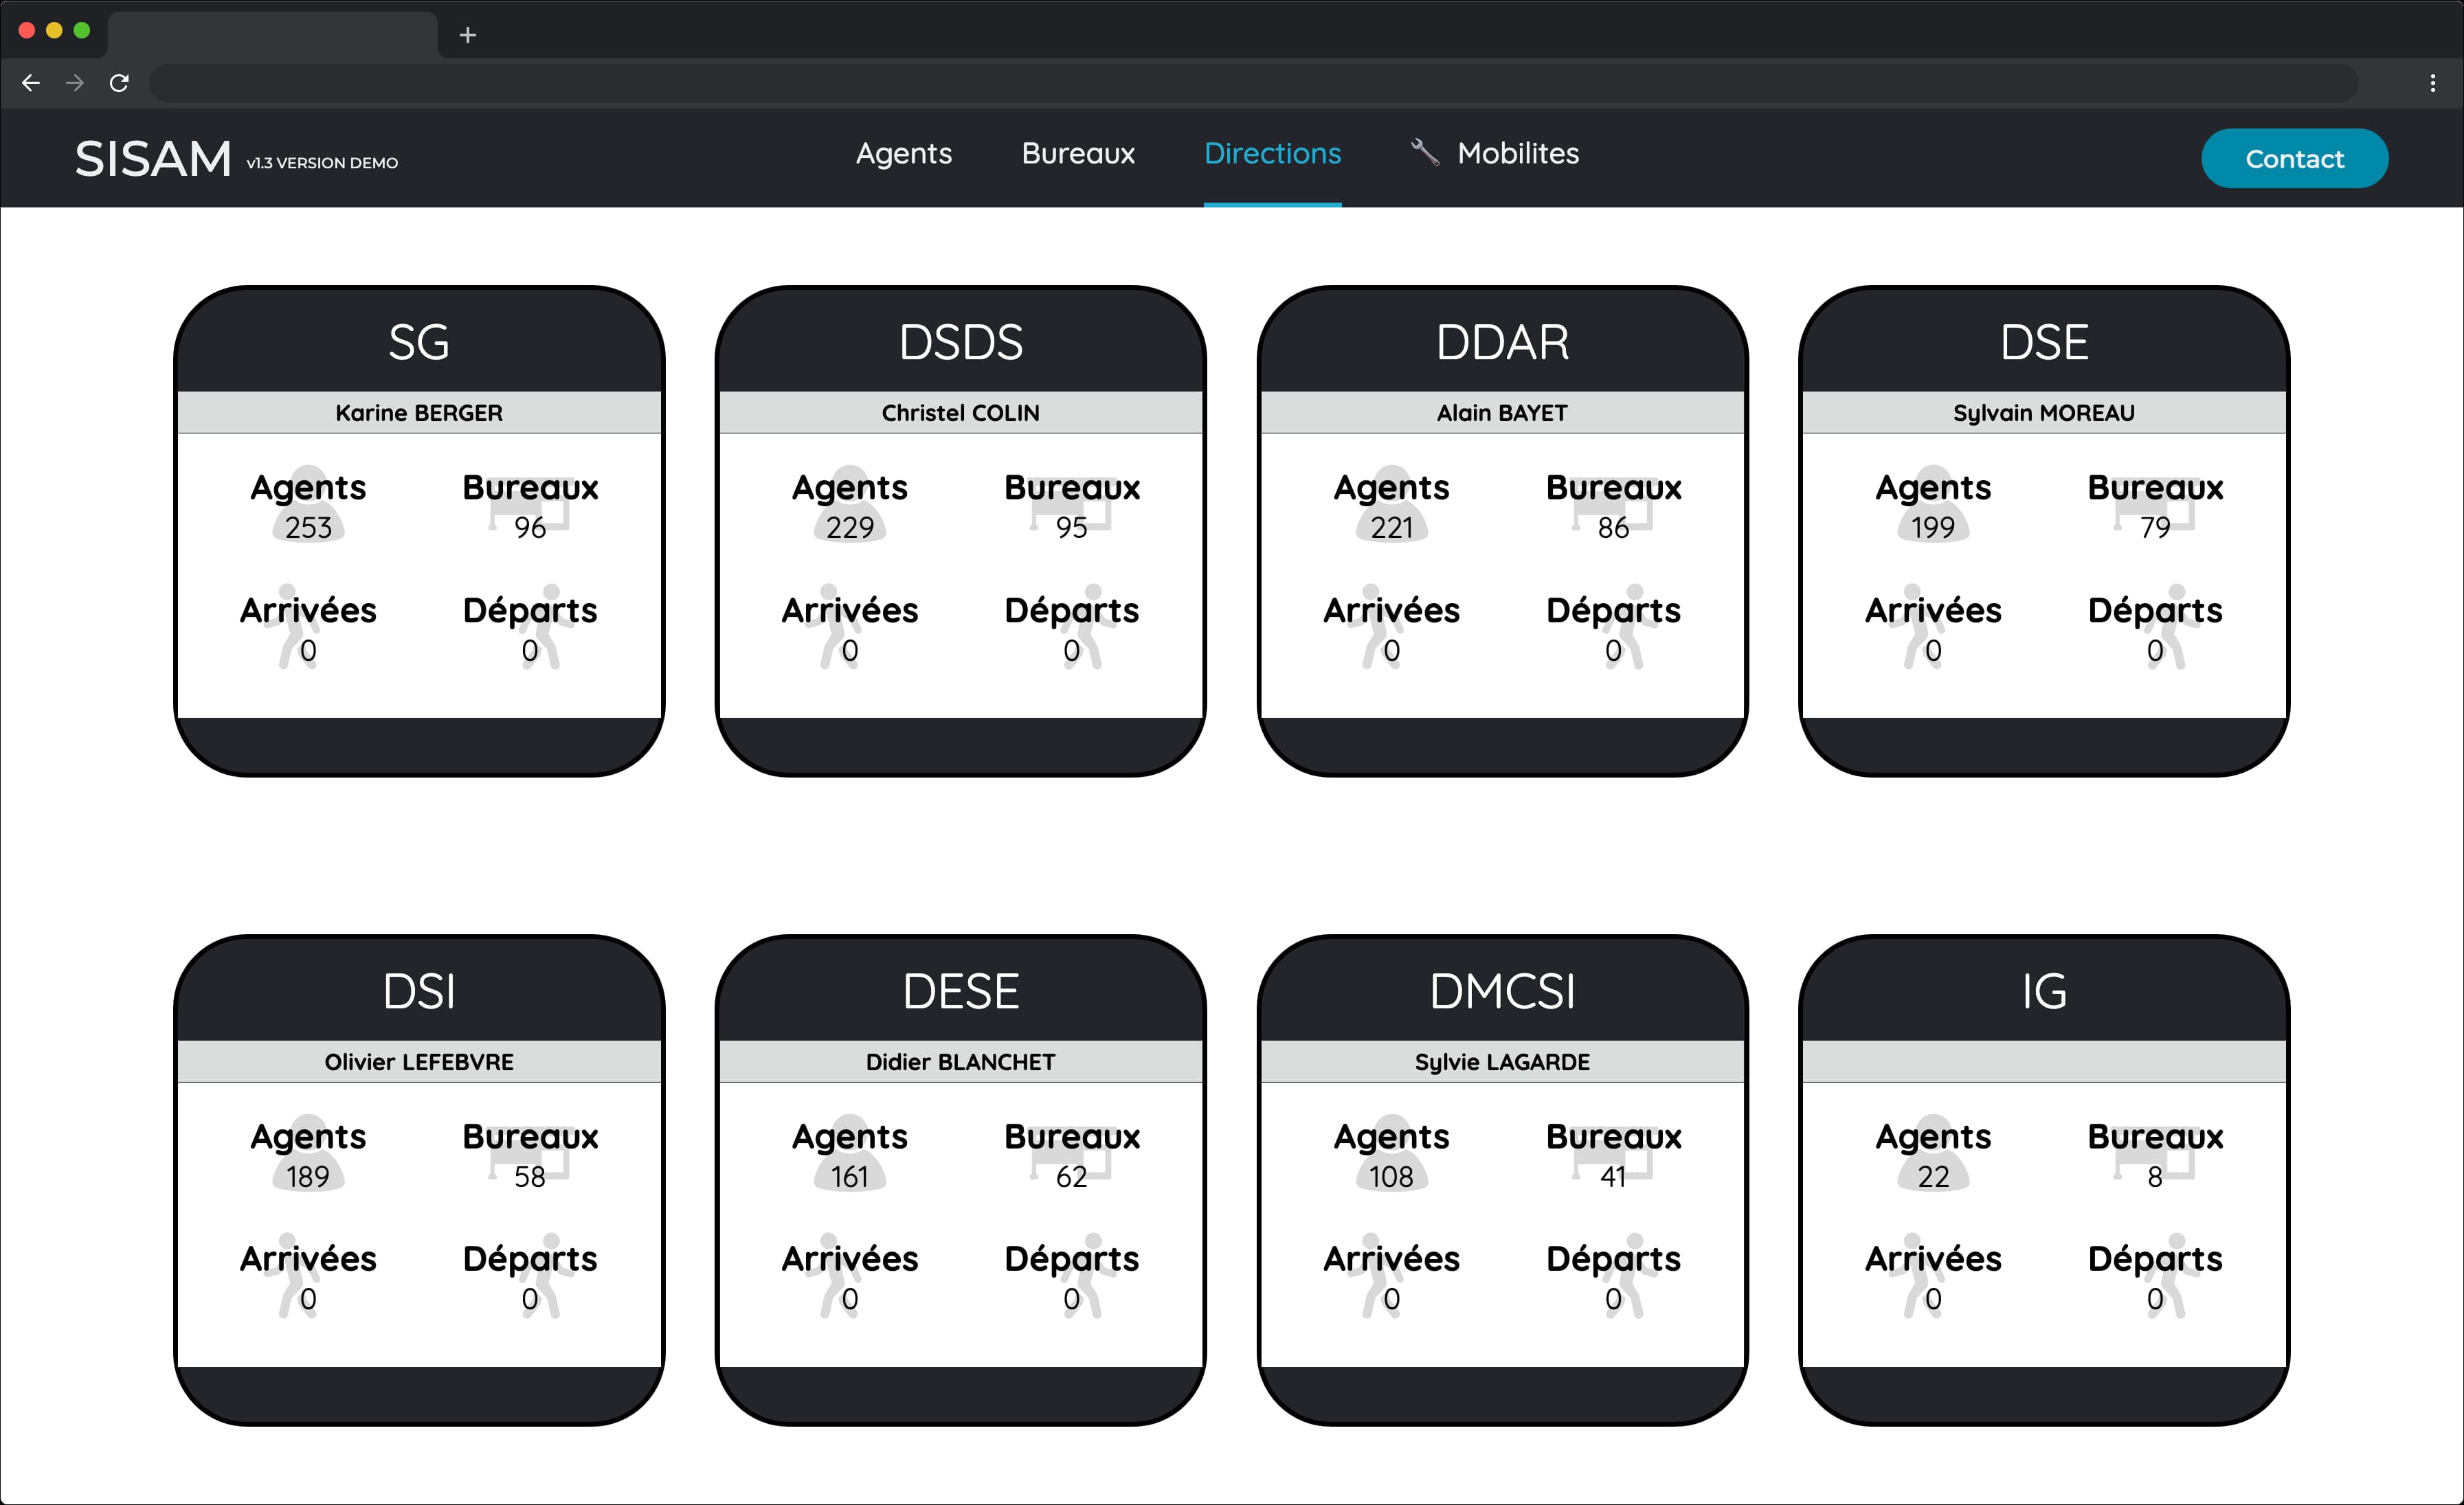 SISAM v1.3 VERSION DEMO
Agents Bureaux Directions Mobilites
Contact
SG
Karine BERGER
Agents Bureaux
253 96
Arrivées Départs
0 0
DSDS
Christel COLIN
Agents Bureaux
229 95
Arrivées Départs
0 0
DDAR
Alain BAYET
Agents Bureaux
221 86
Arrivées Départs
0 0
DSE
Sylvain MOREAU
Agents Bureaux
199 79
Arrivées Départs
0 0
DSI
Olivier LEFEBVRE
Agents Bureaux
189 58
Arrivées Départs
0 0
DESE
Didier BLANCHET
Agents Bureaux
161 62
Arrivées Départs
0 0
DMCSI
Sylvie LAGARDE
Agents Bureaux
108 41
Arrivées Départs
0 0
IG
Agents Bureaux
22 8
Arrivées Départs
0 0